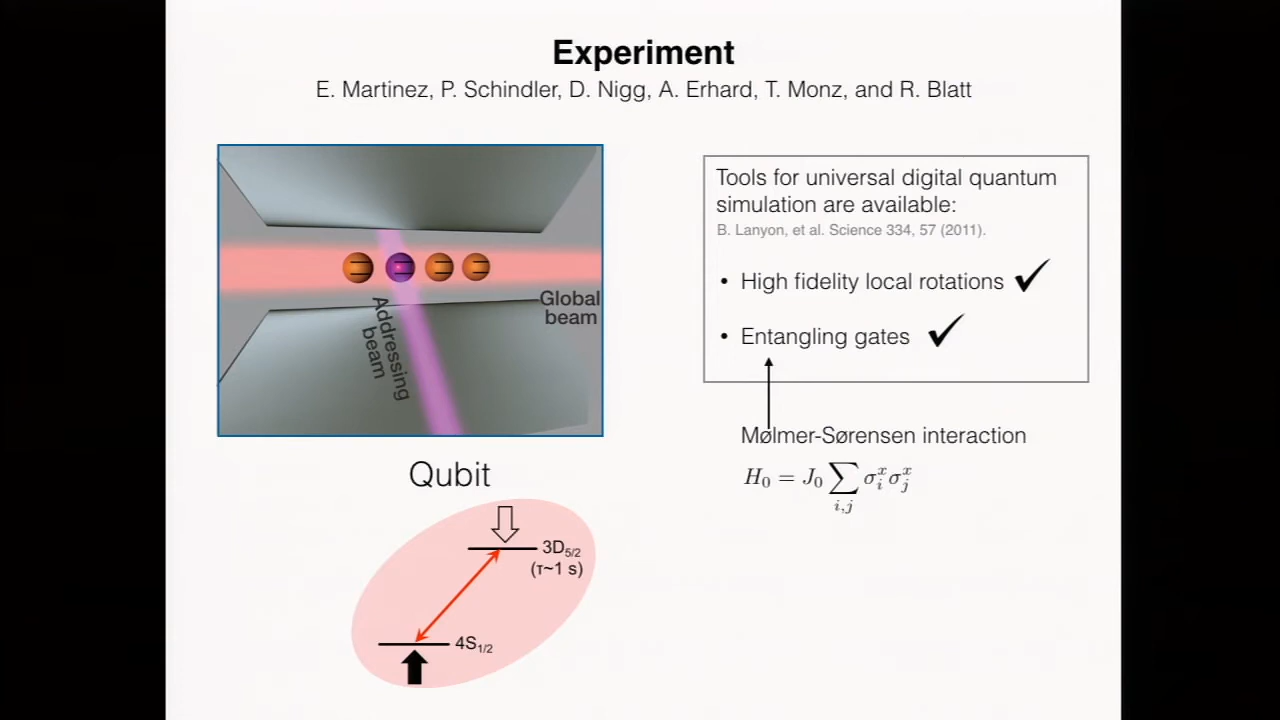 Experiment
E. Martinez, P. Schindler, D. Nigg, A. Erhard, T. Monz, and R. Blatt
Addressing
beam
Global
beam
Tools for universal digital quantum
simulation are available:
B. Lanyon, et al. Science 334, 57 (2011).
• High fidelity local rotations ✓
• Entangling gates ✓
Mølmer-Sørensen interaction
H₀ = J₀ ∑_{i,j} σᵢˣ σⱼˣ
Qubit
3D5/2
(τ~1 s)
4S1/2